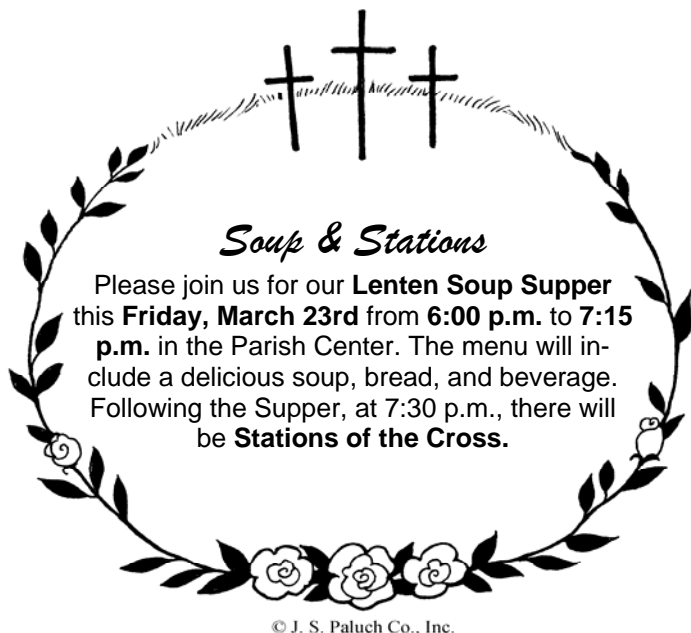 Soup & Stations
Please join us for our Lenten Soup Supper
this Friday, March 23rd from 6:00 p.m. to 7:15
p.m. in the Parish Center. The menu will in-
clude a delicious soup, bread, and beverage.
Following the Supper, at 7:30 p.m., there will
be Stations of the Cross.
© J. S. Paluch Co., Inc.